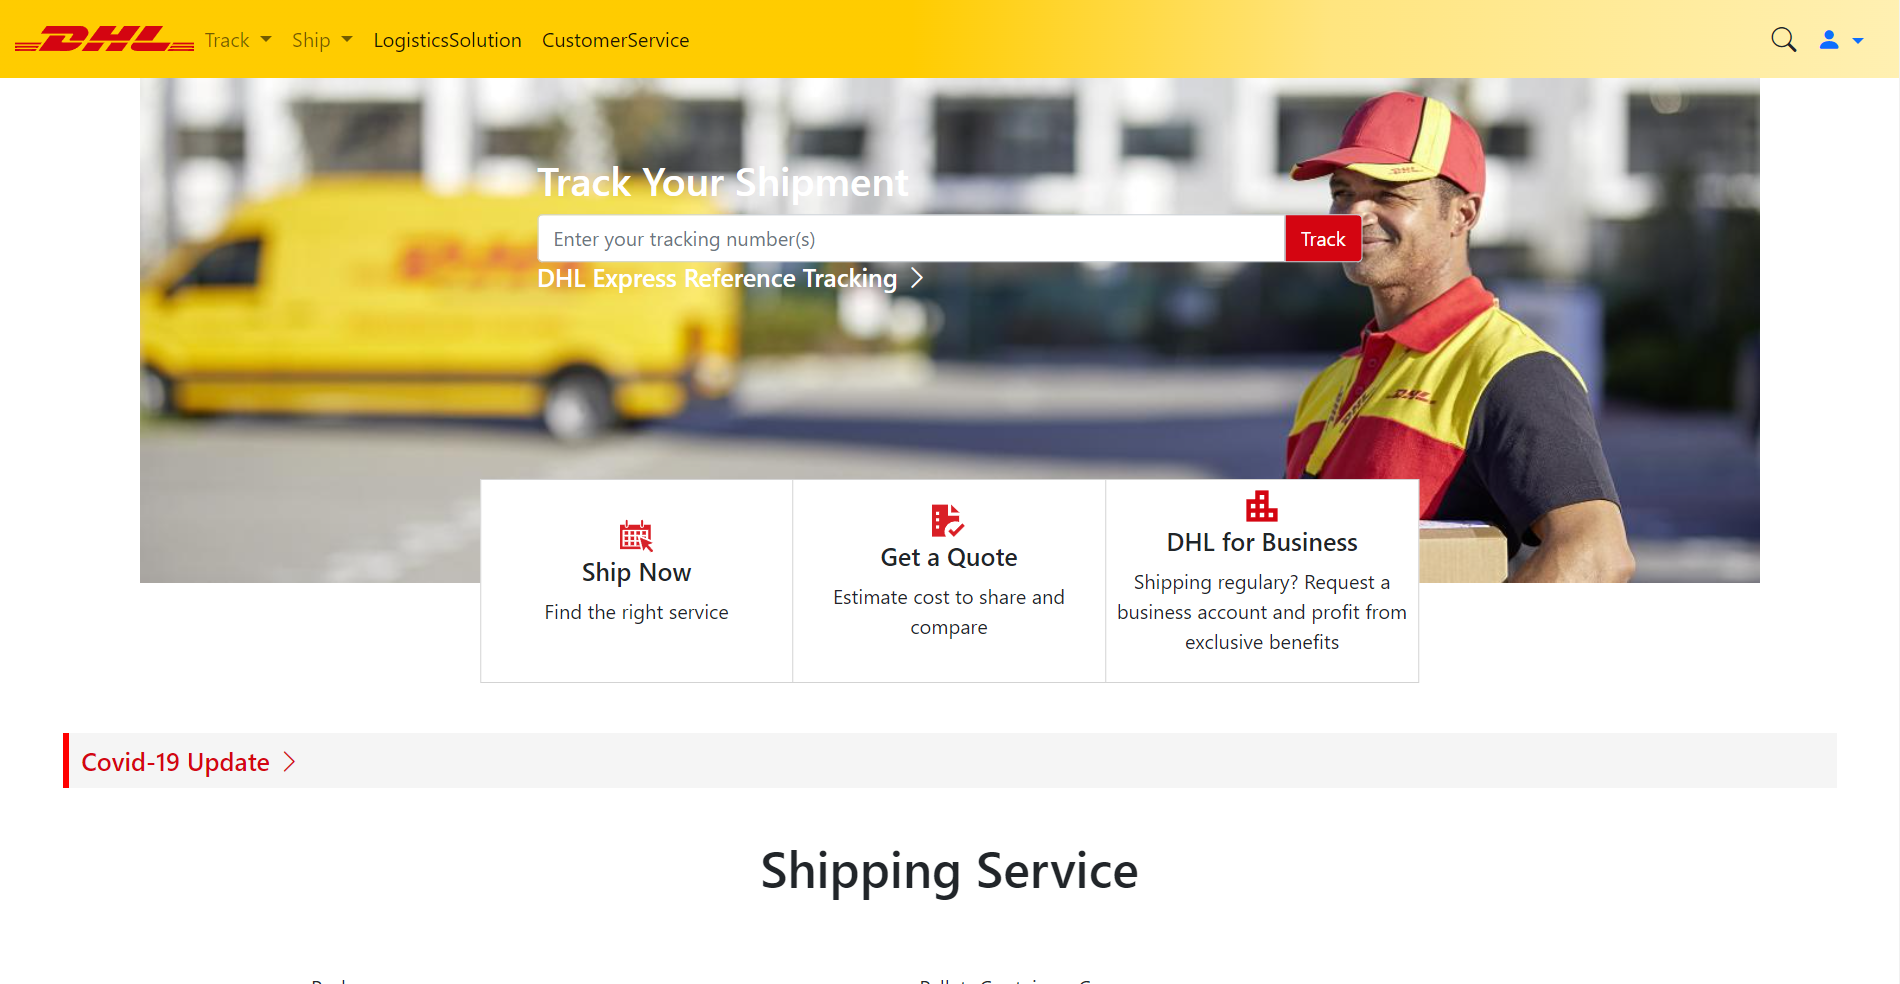 DHL Track Ship LogisticsSolution CustomerService
Track Your Shipment
Enter your tracking number(s) Track
DHL Express Reference Tracking
DHL
DHL
Ship Now
Find the right service
Get a Quote
Estimate cost to share and
compare
DHL for Business
Shipping regulary? Request a
business account and profit from
exclusive benefits
Covid-19 Update
Shipping Service